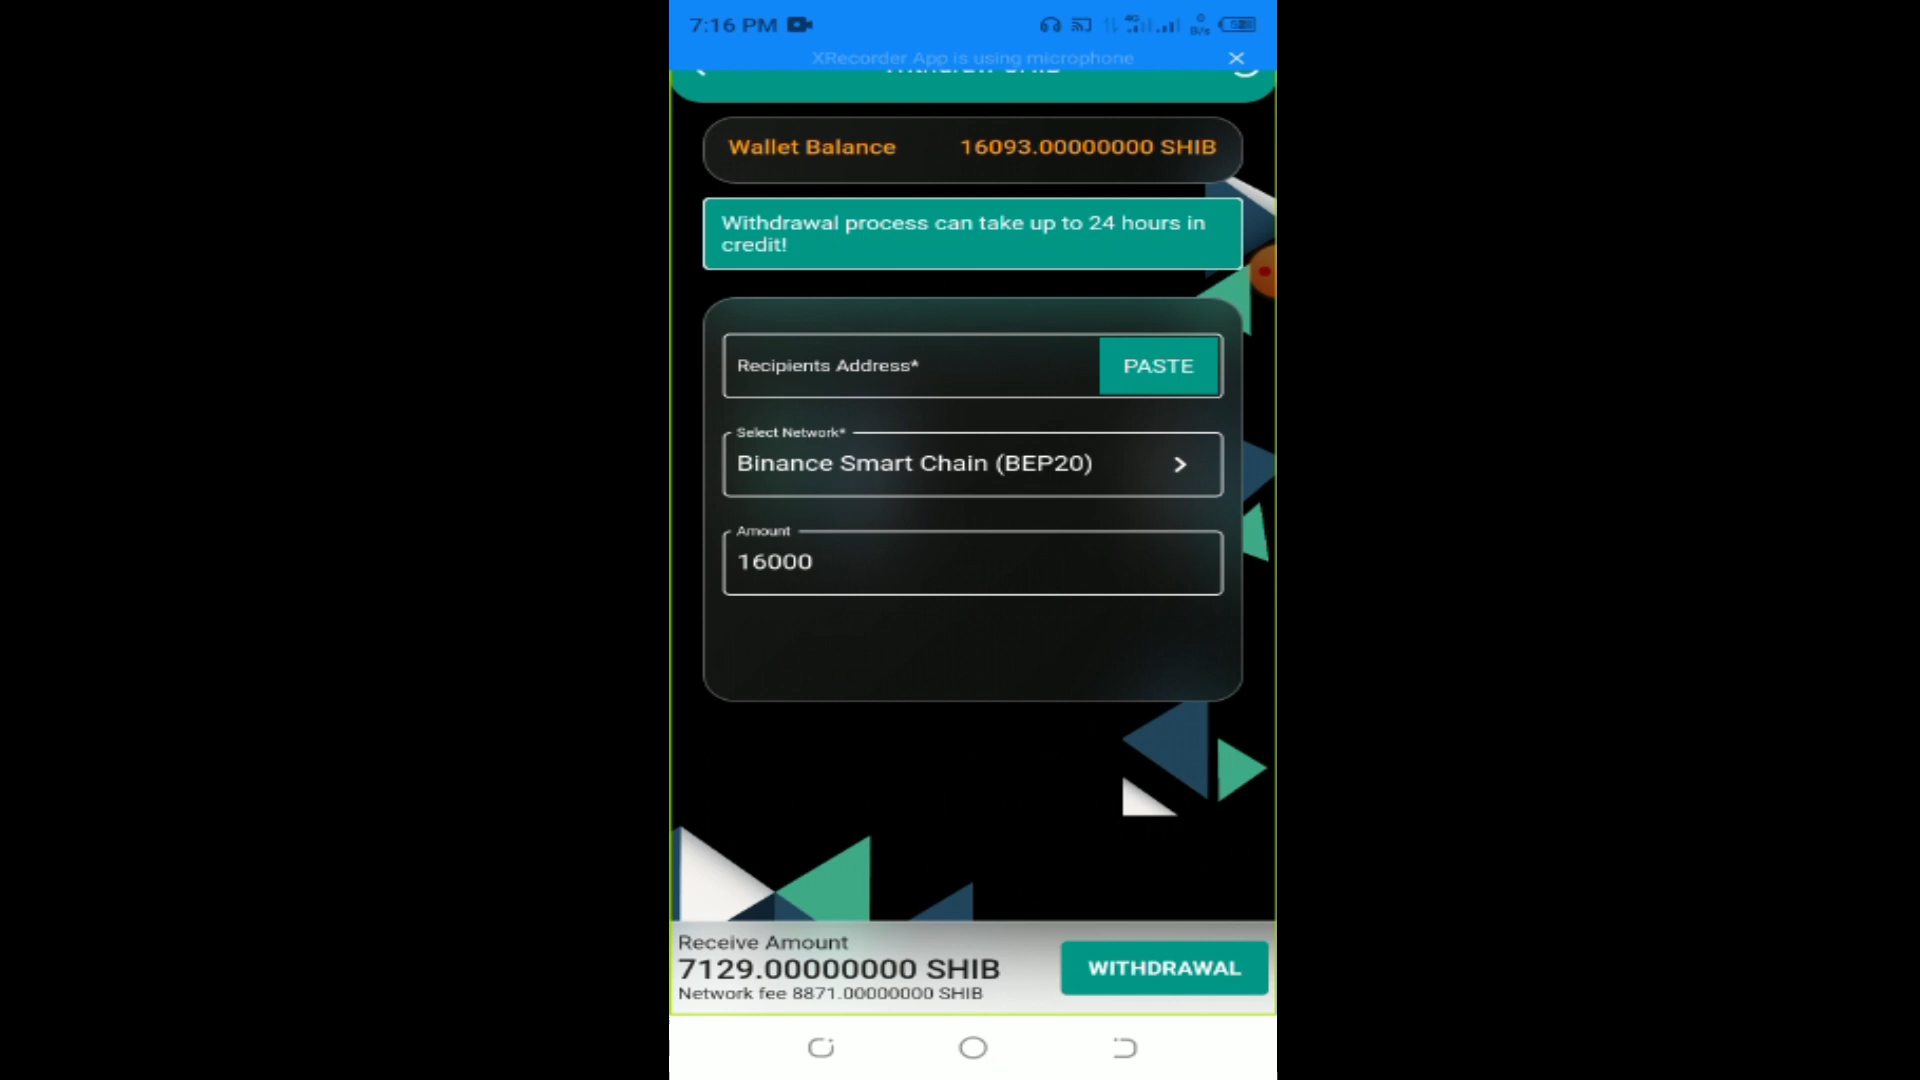 7:16 PM
XRecorder App is using microphone
Withdraw SHIB
Wallet Balance 16093.00000000 SHIB
Withdrawal process can take up to 24 hours in
credit!
Recipients Address* PASTE
Select Network*
Binance Smart Chain (BEP20)
Amount
16000
Receive Amount
7129.00000000 SHIB
Network fee 8871.00000000 SHIB
WITHDRAWAL